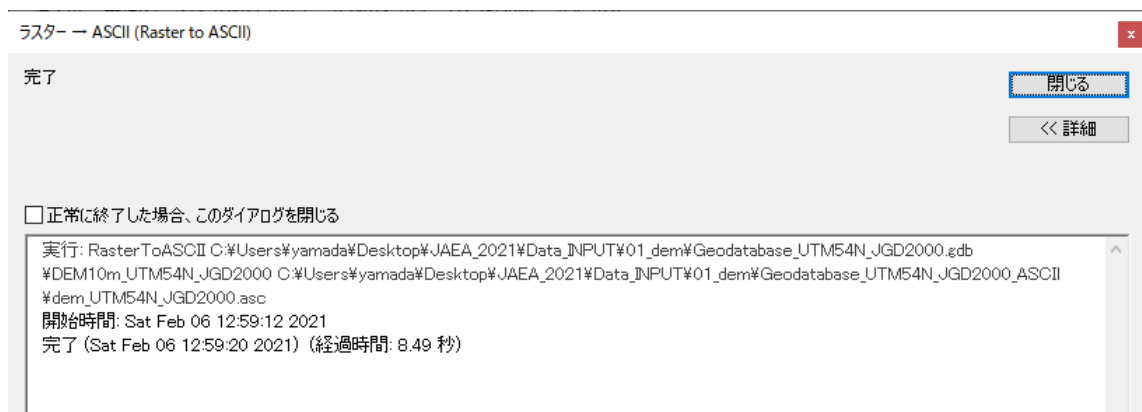 ラスター → ASCII (Raster to ASCII)
x
完了
閉じる
<< 詳細
正常に終了した場合、このダイアログを閉じる
実行: RasterToASCII C:¥Users¥yamada¥Desktop¥JAEA_2021¥Data_INPUT¥01_dem¥Geodatabase_UTM54N_JGD2000.gdb
¥DEM10m_UTM54N_JGD2000 C:¥Users¥yamada¥Desktop¥JAEA_2021¥Data_INPUT¥01_dem¥Geodatabase_UTM54N_JGD2000_ASCII
¥dem_UTM54N_JGD2000.asc
開始時間: Sat Feb 06 12:59:12 2021
完了 (Sat Feb 06 12:59:20 2021) (経過時間: 8.49 秒)